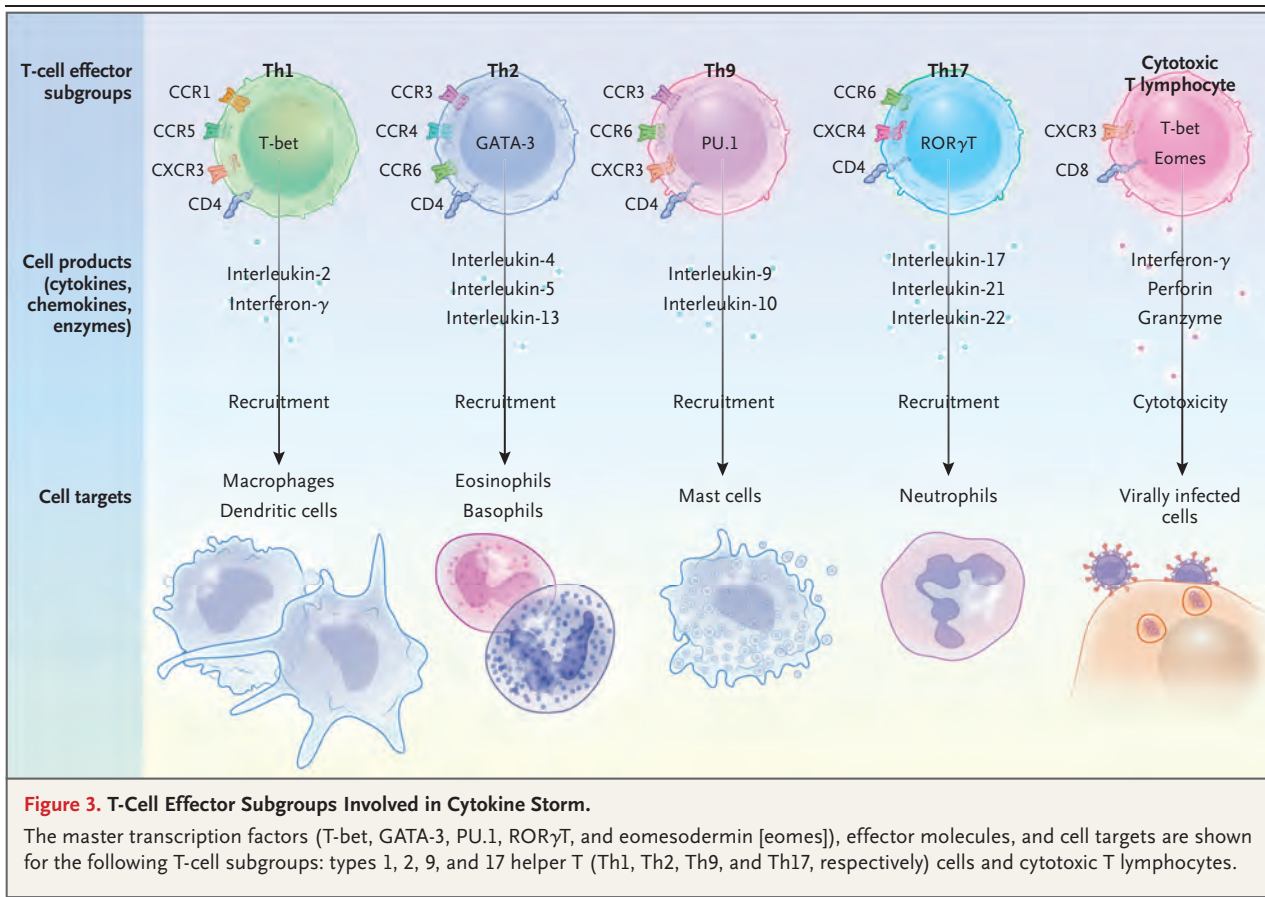 T-cell effector
subgroups
Th1
CCR1
CCR5
CXCR3
CD4
T-bet
Th2
CCR3
CCR4
CCR6
CD4
GATA-3
Th9
CCR3
CCR6
CXCR3
CD4
PU.1
Th17
CCR6
CXCR4
CD4
RORγT
Cytotoxic
T lymphocyte
CXCR3
CD8
T-bet
Eomes
Cell products
(cytokines,
chemokines,
enzymes)
Interleukin-2
Interferon-γ
Interleukin-4
Interleukin-5
Interleukin-13
Interleukin-9
Interleukin-10
Interleukin-17
Interleukin-21
Interleukin-22
Interferon-γ
Perforin
Granzyme
Recruitment
Recruitment
Recruitment
Recruitment
Cytotoxicity
Cell targets
Macrophages
Dendritic cells
Eosinophils
Basophils
Mast cells
Neutrophils
Virally infected
cells
Figure 3. T-Cell Effector Subgroups Involved in Cytokine Storm.
The master transcription factors (T-bet, GATA-3, PU.1, RORγT, and eomesodermin [eomes]), effector molecules, and cell targets are shown
for the following T-cell subgroups: types 1, 2, 9, and 17 helper T (Th1, Th2, Th9, and Th17, respectively) cells and cytotoxic T lymphocytes.